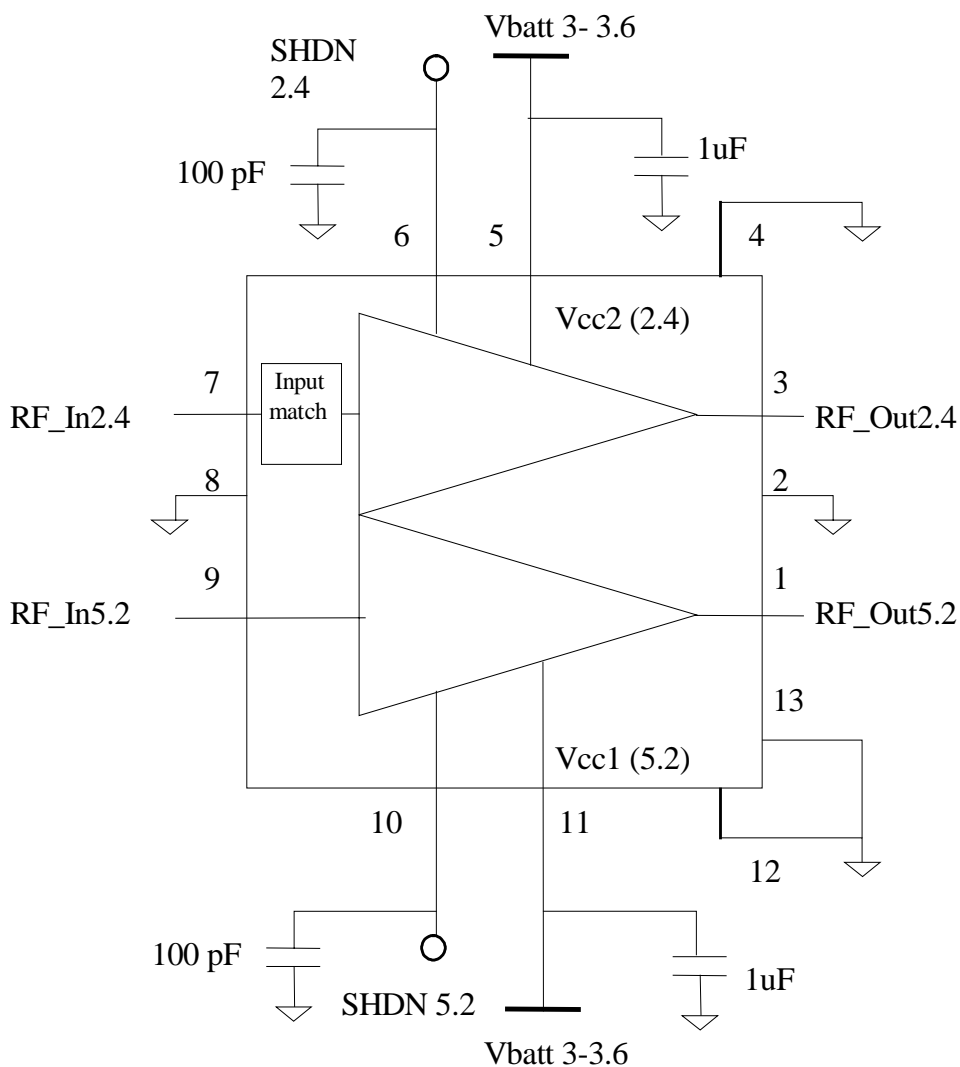 Vbatt 3- 3.6
SHDN
2.4
100 pF
1uF
6
5
4
Vcc2 (2.4)
7
Input
match
3
RF_In2.4
RF_Out2.4
8
2
9
1
RF_In5.2
RF_Out5.2
13
Vcc1 (5.2)
10
11
12
100 pF
1uF
SHDN 5.2
Vbatt 3-3.6